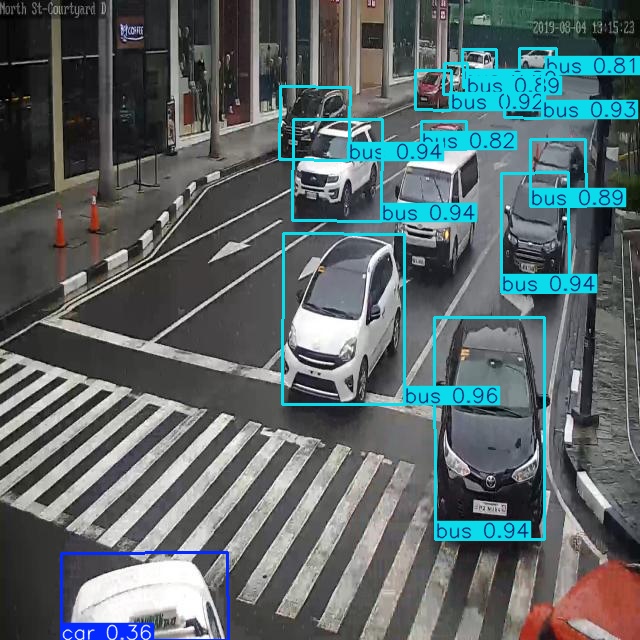 North St-Courtyard D
2019-08-04 13:15:23
COFFEE
bus 0.81
bus 0.89
bus 0.92
bus 0.93
bus 0.82
bus 0.94
bus 0.89
bus 0.94
bus 0.94
bus 0.96
bus 0.94
car 0.36